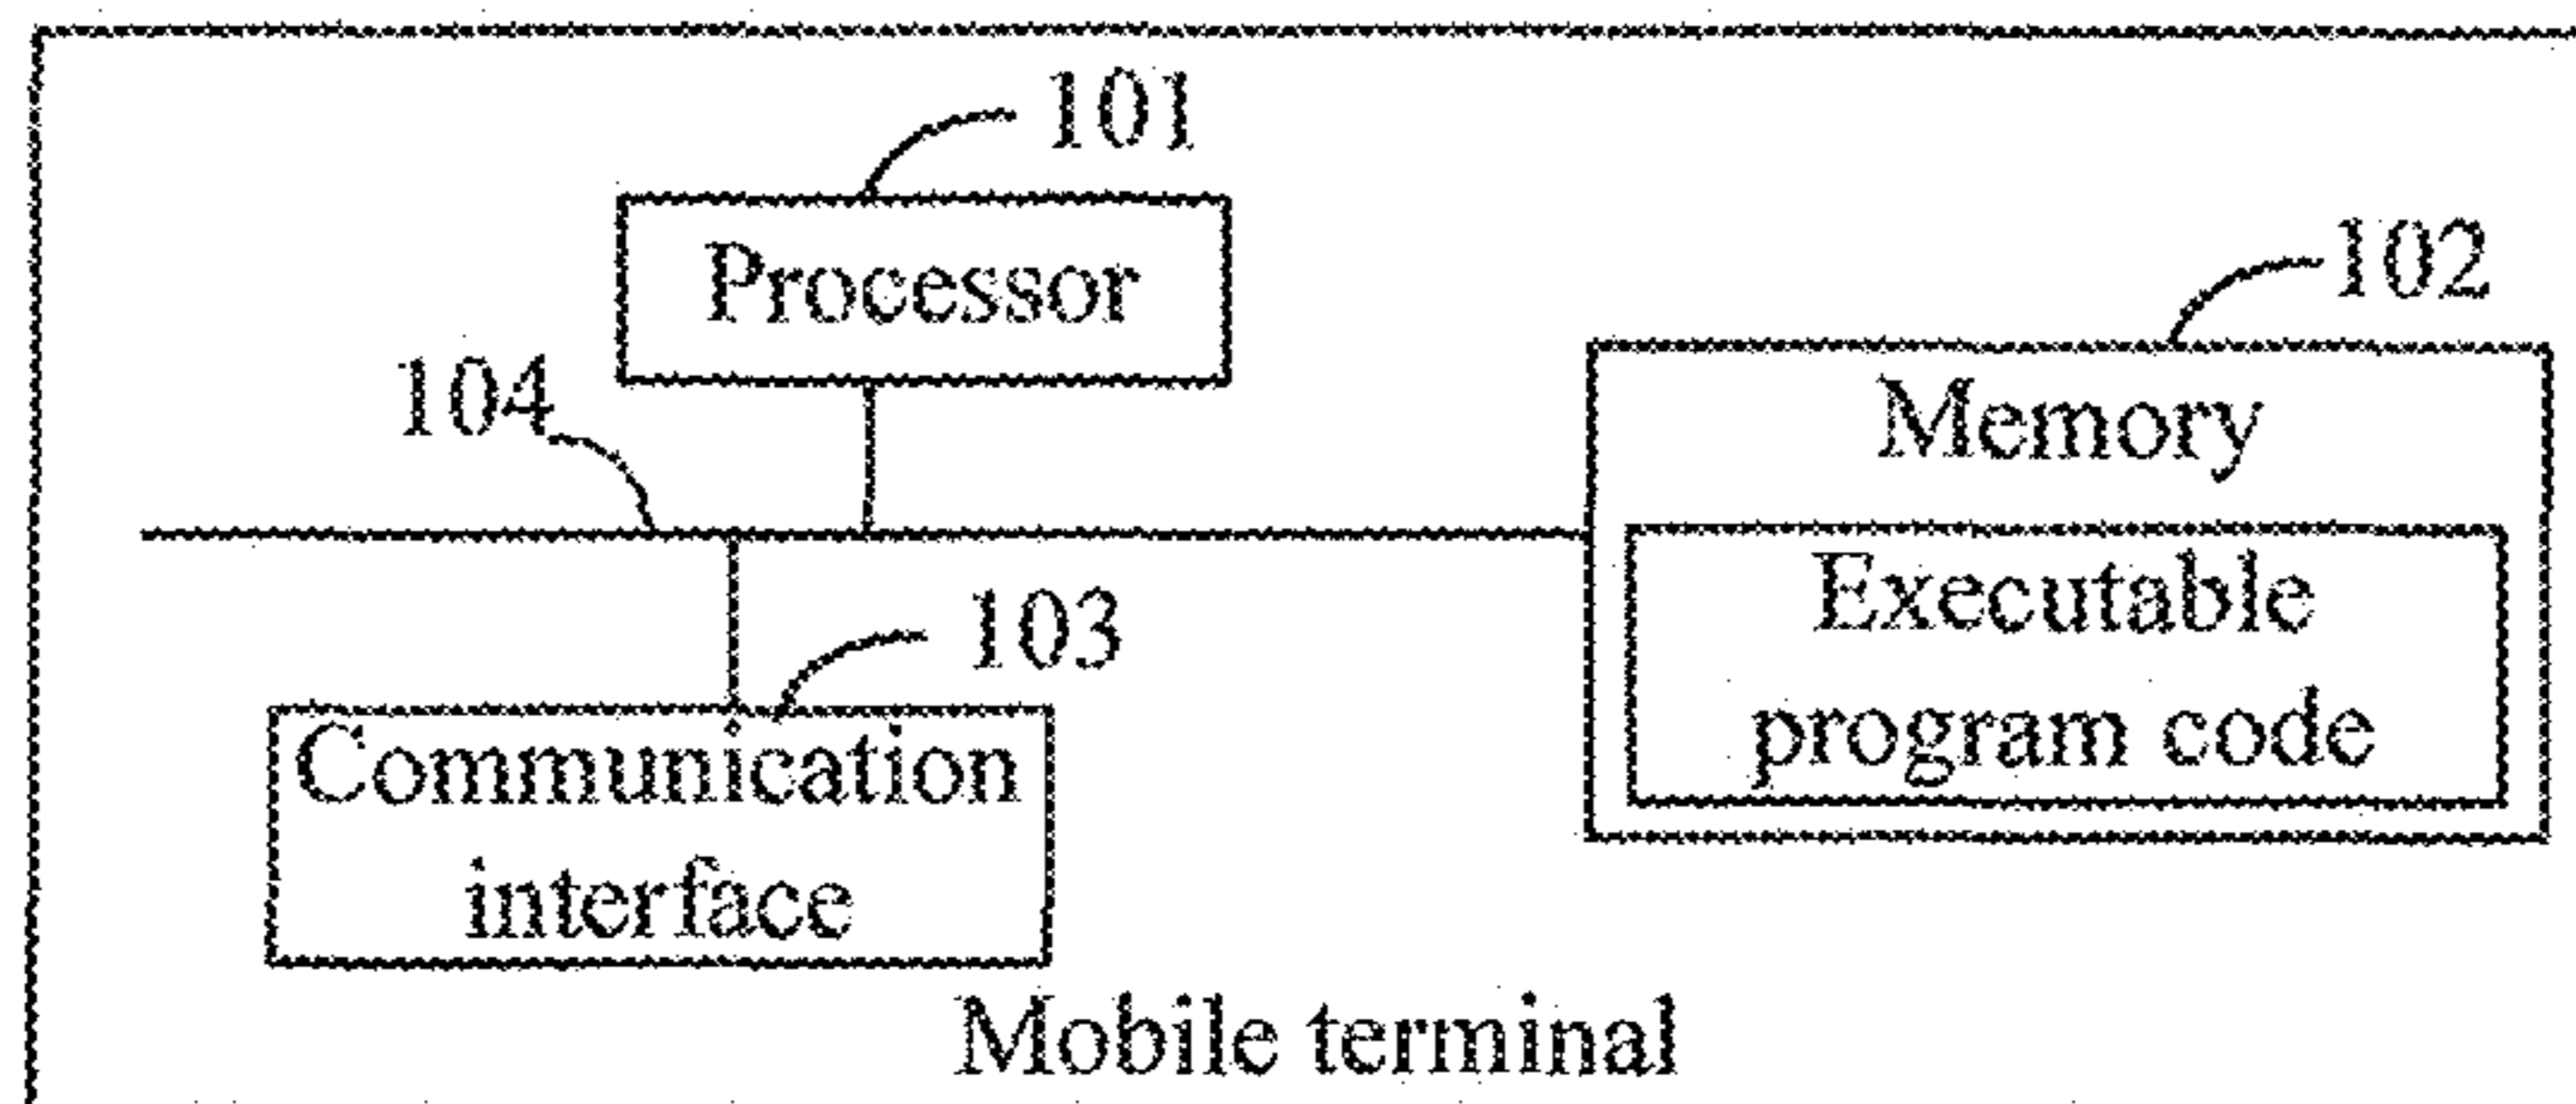 101
Processor
102
104
Memory
Executable
program code
103
Communication
interface
Mobile terminal